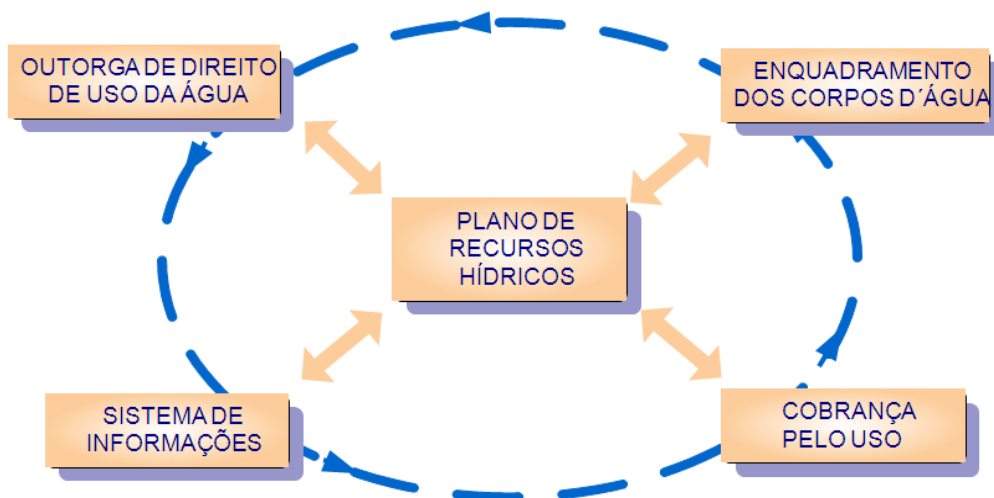 OUTORGA DE DIREITO
DE USO DA ÁGUA
ENQUADRAMENTO
DOS CORPOS D´ÁGUA
PLANO DE
RECURSOS
HÍDRICOS
SISTEMA DE
INFORMAÇÕES
COBRANÇA
PELO USO